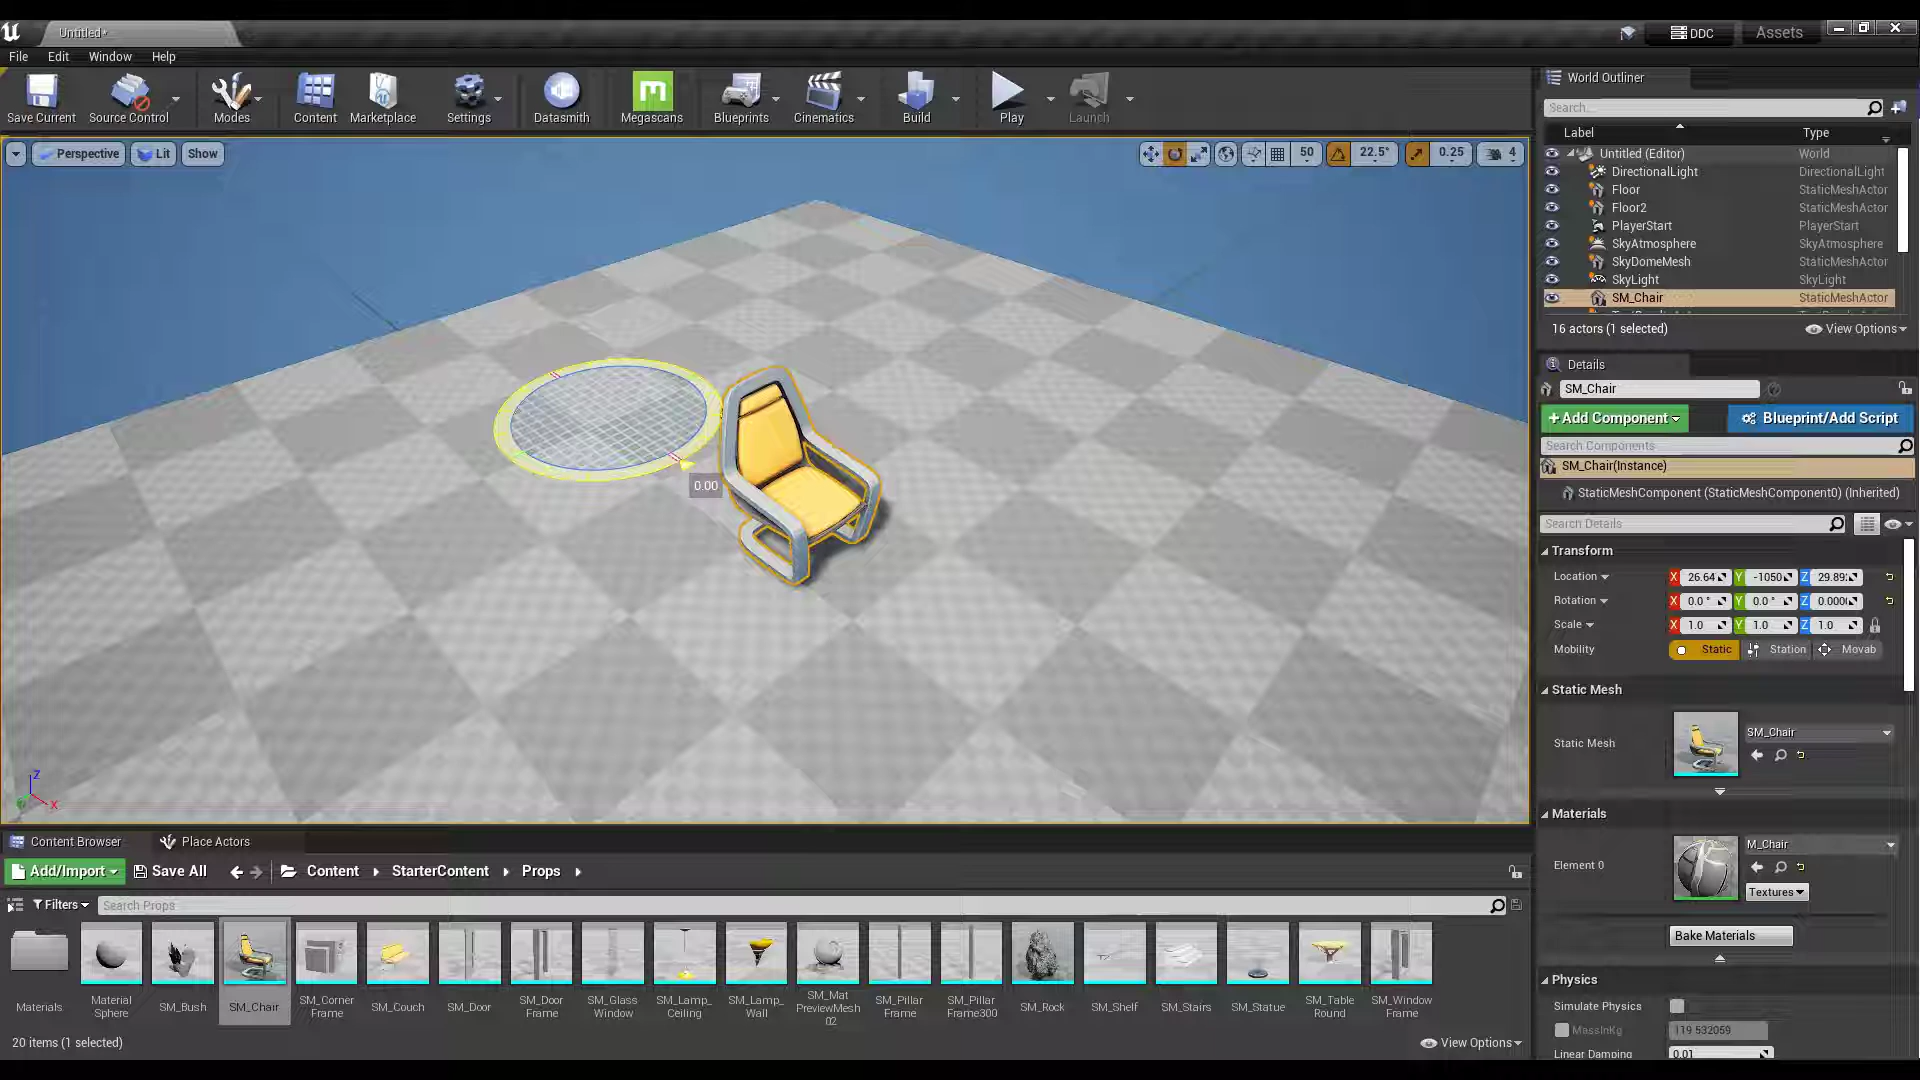 Untitled*
DDC
Assets
File Edit Window Help
Save Current
Source Control
Modes
Content
Marketplace
Settings
Datasmith
Megascans
Blueprints
Cinematics
Build
Play
Launch
Perspective
Lit
Show
50
22.5°
0.25
4
0.00
Z
X
World Outliner
Search...
Label Type
Untitled (Editor) World
DirectionalLight DirectionalLight
Floor StaticMeshActor
Floor2 StaticMeshActor
PlayerStart PlayerStart
SkyAtmosphere SkyAtmosphere
SkyDomeMesh StaticMeshActor
SkyLight SkyLight
SM_Chair StaticMeshActor
16 actors (1 selected)
View Options
Details
SM_Chair
+Add Component
Blueprint/Add Script
Search Components
SM_Chair(Instance)
StaticMeshComponent (StaticMeshComponent0) (Inherited)
Search Details
Transform
Location X 26.64 Y -1050 Z 29.89
Rotation X 0.0 ° Y 0.0 ° Z 0.000
Scale X 1.0 Y 1.0 Z 1.0
Mobility Static Station Movab
Static Mesh
Static Mesh
SM_Chair
Materials
Element 0
M_Chair
Textures
Bake Materials
Physics
Simulate Physics
MassInKg 119.532059
Linear Damping 0.01
Content Browser
Place Actors
Add/Import
Save All
Content
StarterContent
Props
Filters
Search Props
Materials
Material
Sphere
SM_Bush
SM_Chair
SM_Corner
Frame
SM_Couch
SM_Door
SM_Door
Frame
SM_Glass
Window
SM_Lamp_
Ceiling
SM_Lamp_
Wall
SM_Mat
PreviewMesh
02
SM_Pillar
Frame
SM_Pillar
Frame300
SM_Rock
SM_Shelf
SM_Stairs
SM_Statue
SM_Table
Round
SM_Window
Frame
20 items (1 selected)
View Options